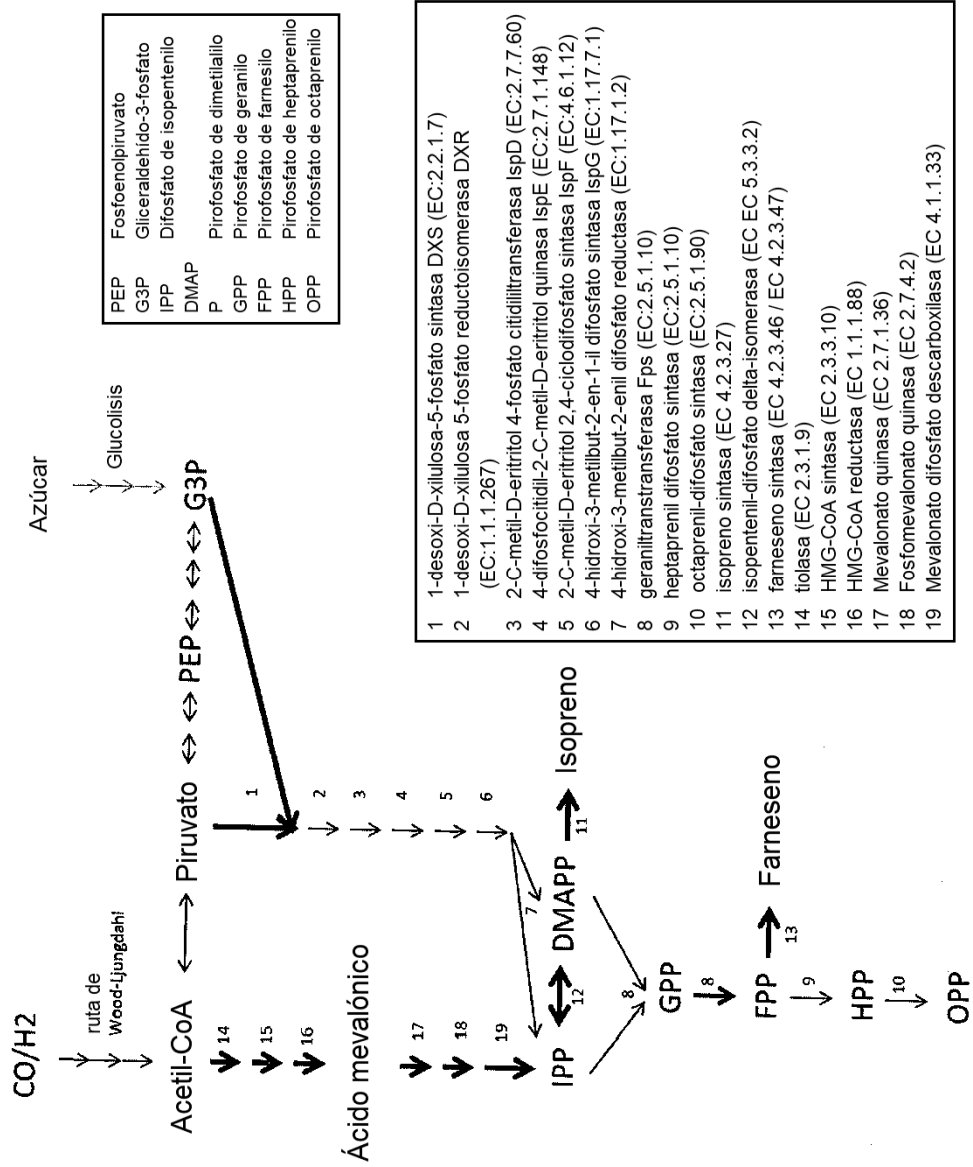 CO/H2
ruta de
Wood-Ljungdahl
Azúcar
Glucolisis
Acetil-CoA
Piruvato
PEP
G3P
14
15
16
1
2
3
4
5
6
Ácido mevalónico
17
18
19
7
IPP
12
DMAPP
11
Isopreno
8
GPP
8
FPP
13
Farneseno
9
HPP
10
OPP
PEP Fosfoenolpiruvato
G3P Gliceraldehído-3-fosfato
IPP Difosfato de isopentenilo
DMAP
P Pirofosfato de dimetilalilo
GPP Pirofosfato de geranilo
FPP Pirofosfato de farnesilo
HPP Pirofosfato de heptaprenilo
OPP Pirofosfato de octaprenilo
1 1-desoxi-D-xilulosa-5-fosfato sintasa DXS (EC:2.2.1.7)
2 1-desoxi-D-xilulosa 5-fosfato reductoisomerasa DXR
(EC:1.1.1.267)
3 2-C-metil-D-eritritol 4-fosfato citidililtransferasa IspD (EC:2.7.7.60)
4 4-difosfocitidil-2-C-metil-D-eritritol quinasa IspE (EC:2.7.1.148)
5 2-C-metil-D-eritritol 2,4-ciclodifosfato sintasa IspF (EC:4.6.1.12)
6 4-hidroxi-3-metilbut-2-en-1-il difosfato sintasa IspG (EC:1.17.7.1)
7 4-hidroxi-3-metilbut-2-enil difosfato reductasa (EC:1.17.1.2)
8 geraniltranstransferasa Fps (EC:2.5.1.10)
9 heptaprenil difosfato sintasa (EC:2.5.1.10)
10 octaprenil-difosfato sintasa (EC:2.5.1.90)
11 isopreno sintasa (EC 4.2.3.27)
12 isopentenil-difosfato delta-isomerasa (EC EC 5.3.3.2)
13 farneseno sintasa (EC 4.2.3.46 / EC 4.2.3.47)
14 tiolasa (EC 2.3.1.9)
15 HMG-CoA sintasa (EC 2.3.3.10)
16 HMG-CoA reductasa (EC 1.1.1.88)
17 Mevalonato quinasa (EC 2.7.1.36)
18 Fosfomevalonato quinasa (EC 2.7.4.2)
19 Mevalonato difosfato descarboxilasa (EC 4.1.1.33)